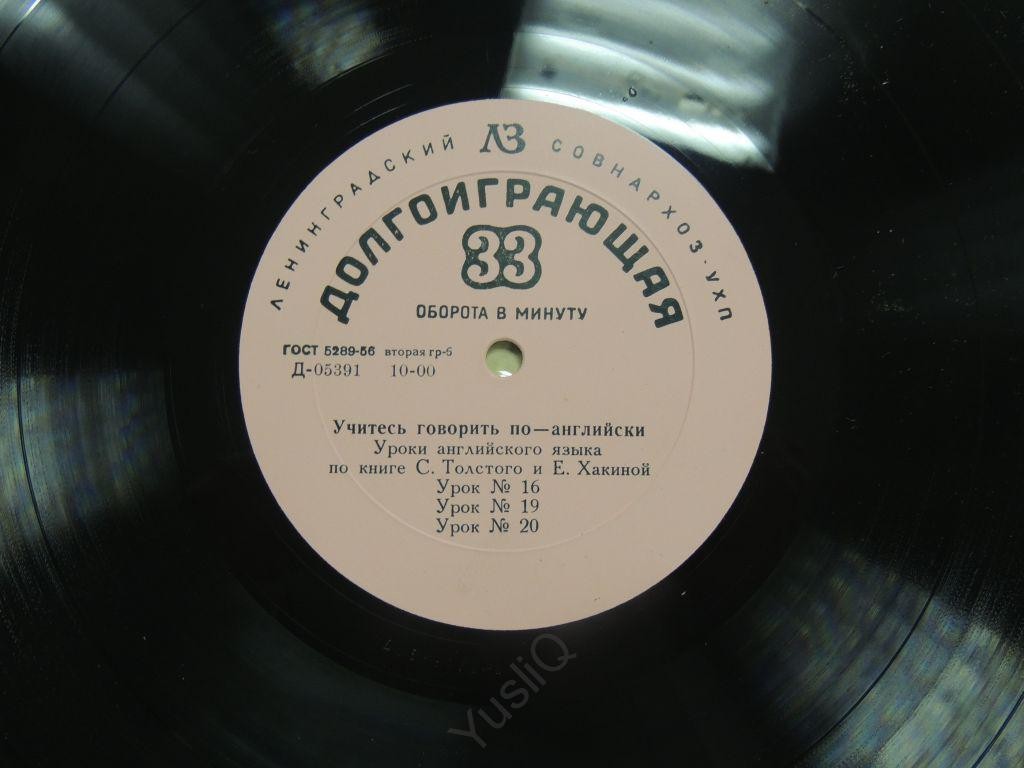 ЛЕНИНГРАДСКИЙ ЛЗ СОВНАРХОЗ·УХП
ДОЛГОИГРАЮЩАЯ
33
ОБОРОТА В МИНУТУ
ГОСТ 5289-56 вторая гр-б
Д-05391 10-00
Учитесь говорить по—английски
Уроки английского языка
по книге С. Толстого и Е. Хакиной
Урок № 16
Урок № 19
Урок № 20
YusliQ